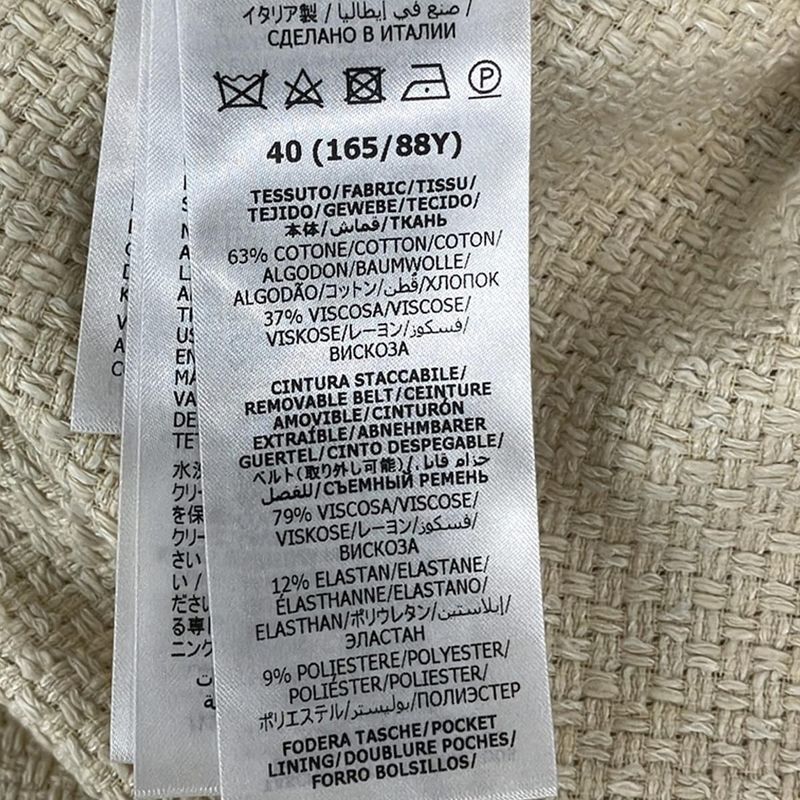 イタリア製 / صنع في إيطاليا /
СДЕЛАНО В ИТАЛИИ
P
40 (165/88Y)
TESSUTO/FABRIC/TISSU/
TEJIDO/GEWEBE/TECIDO/
本体/قماش/ТКАНЬ
63% COTONE/COTTON/COTON/
ALGODON/BAUMWOLLE/
ALGODÃO/コットン/قُطن/ХЛОПОК
37% VISCOSA/VISCOSE/
VISKOSE/レーヨン/فسكوز/
ВИСКОЗА
CINTURA STACCABILE/
REMOVABLE BELT/CEINTURE
AMOVIBLE/CINTURÓN
EXTRAÍBLE/ABNEHMBARER
GUERTEL/CINTO DESPEGABLE/
ベルト(取り外し可能)/حزام قابل/
للفصل/СЪЕМНЫЙ РЕМЕНЬ
79% VISCOSA/VISCOSE/
VISKOSE/レーヨン/فسكوز/
ВИСКОЗА
12% ELASTAN/ELASTANE/
ÉLASTHANNE/ELASTANO/
ELASTHAN/ポリウレタン/إيلاستين/
ЭЛАСТАН
9% POLIESTERE/POLYESTER/
POLIÉSTER/POLIESTER/
ポリエステル/بوليستر/ПОЛИЭСТЕР
FODERA TASCHE/POCKET
LINING/DOUBLURE POCHES/
FORRO BOLSILLOS/